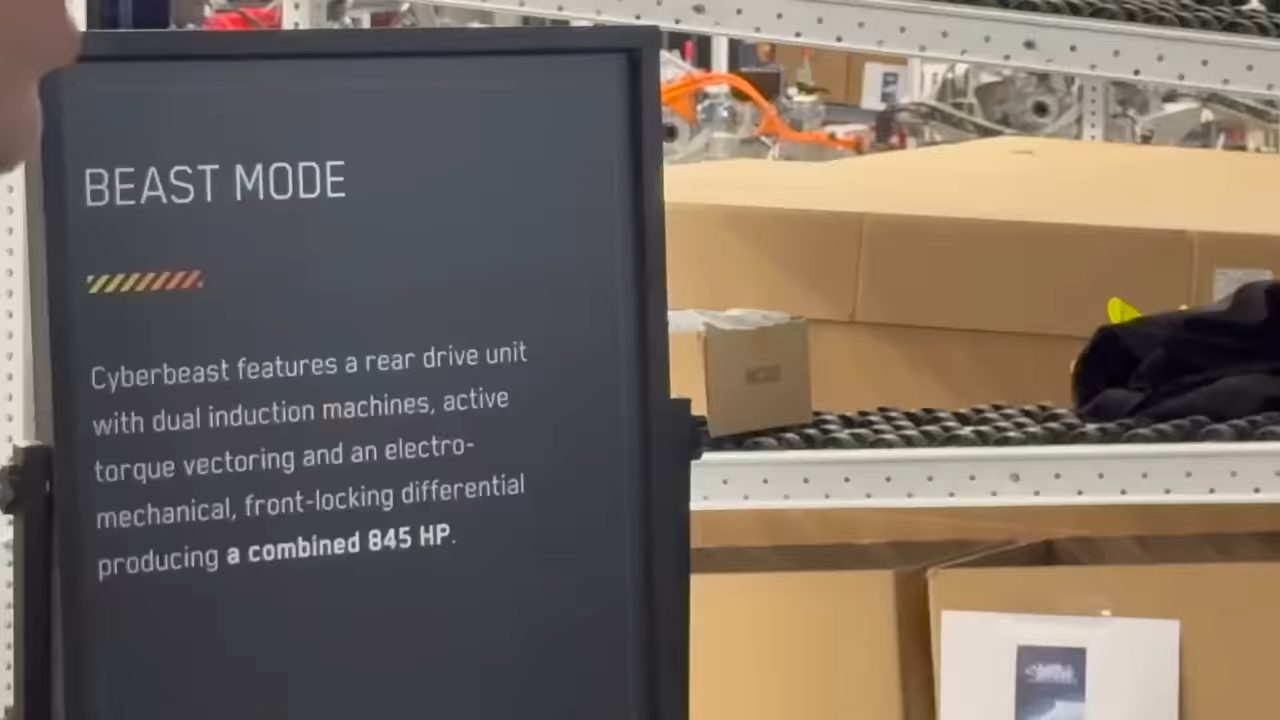 BEAST MODE
Cyberbeast features a rear drive unit
with dual induction machines, active
torque vectoring and an electro-
mechanical, front-locking differential
producing a combined 845 HP.